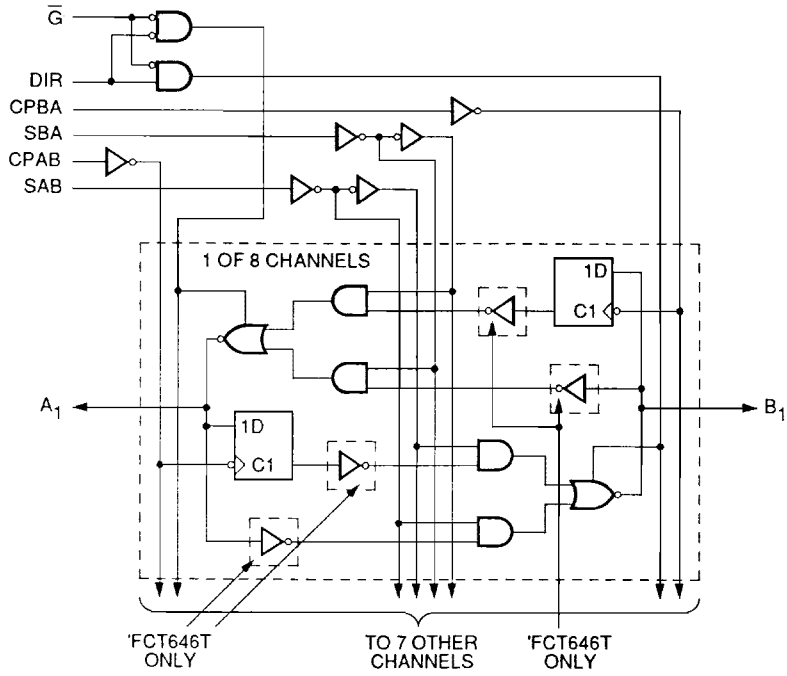 G̅
DIR
CPBA
SBA
CPAB
SAB
1 OF 8 CHANNELS
1D
C1
A₁
B₁
1D
C1
'FCT646T
ONLY
TO 7 OTHER
CHANNELS
'FCT646T
ONLY